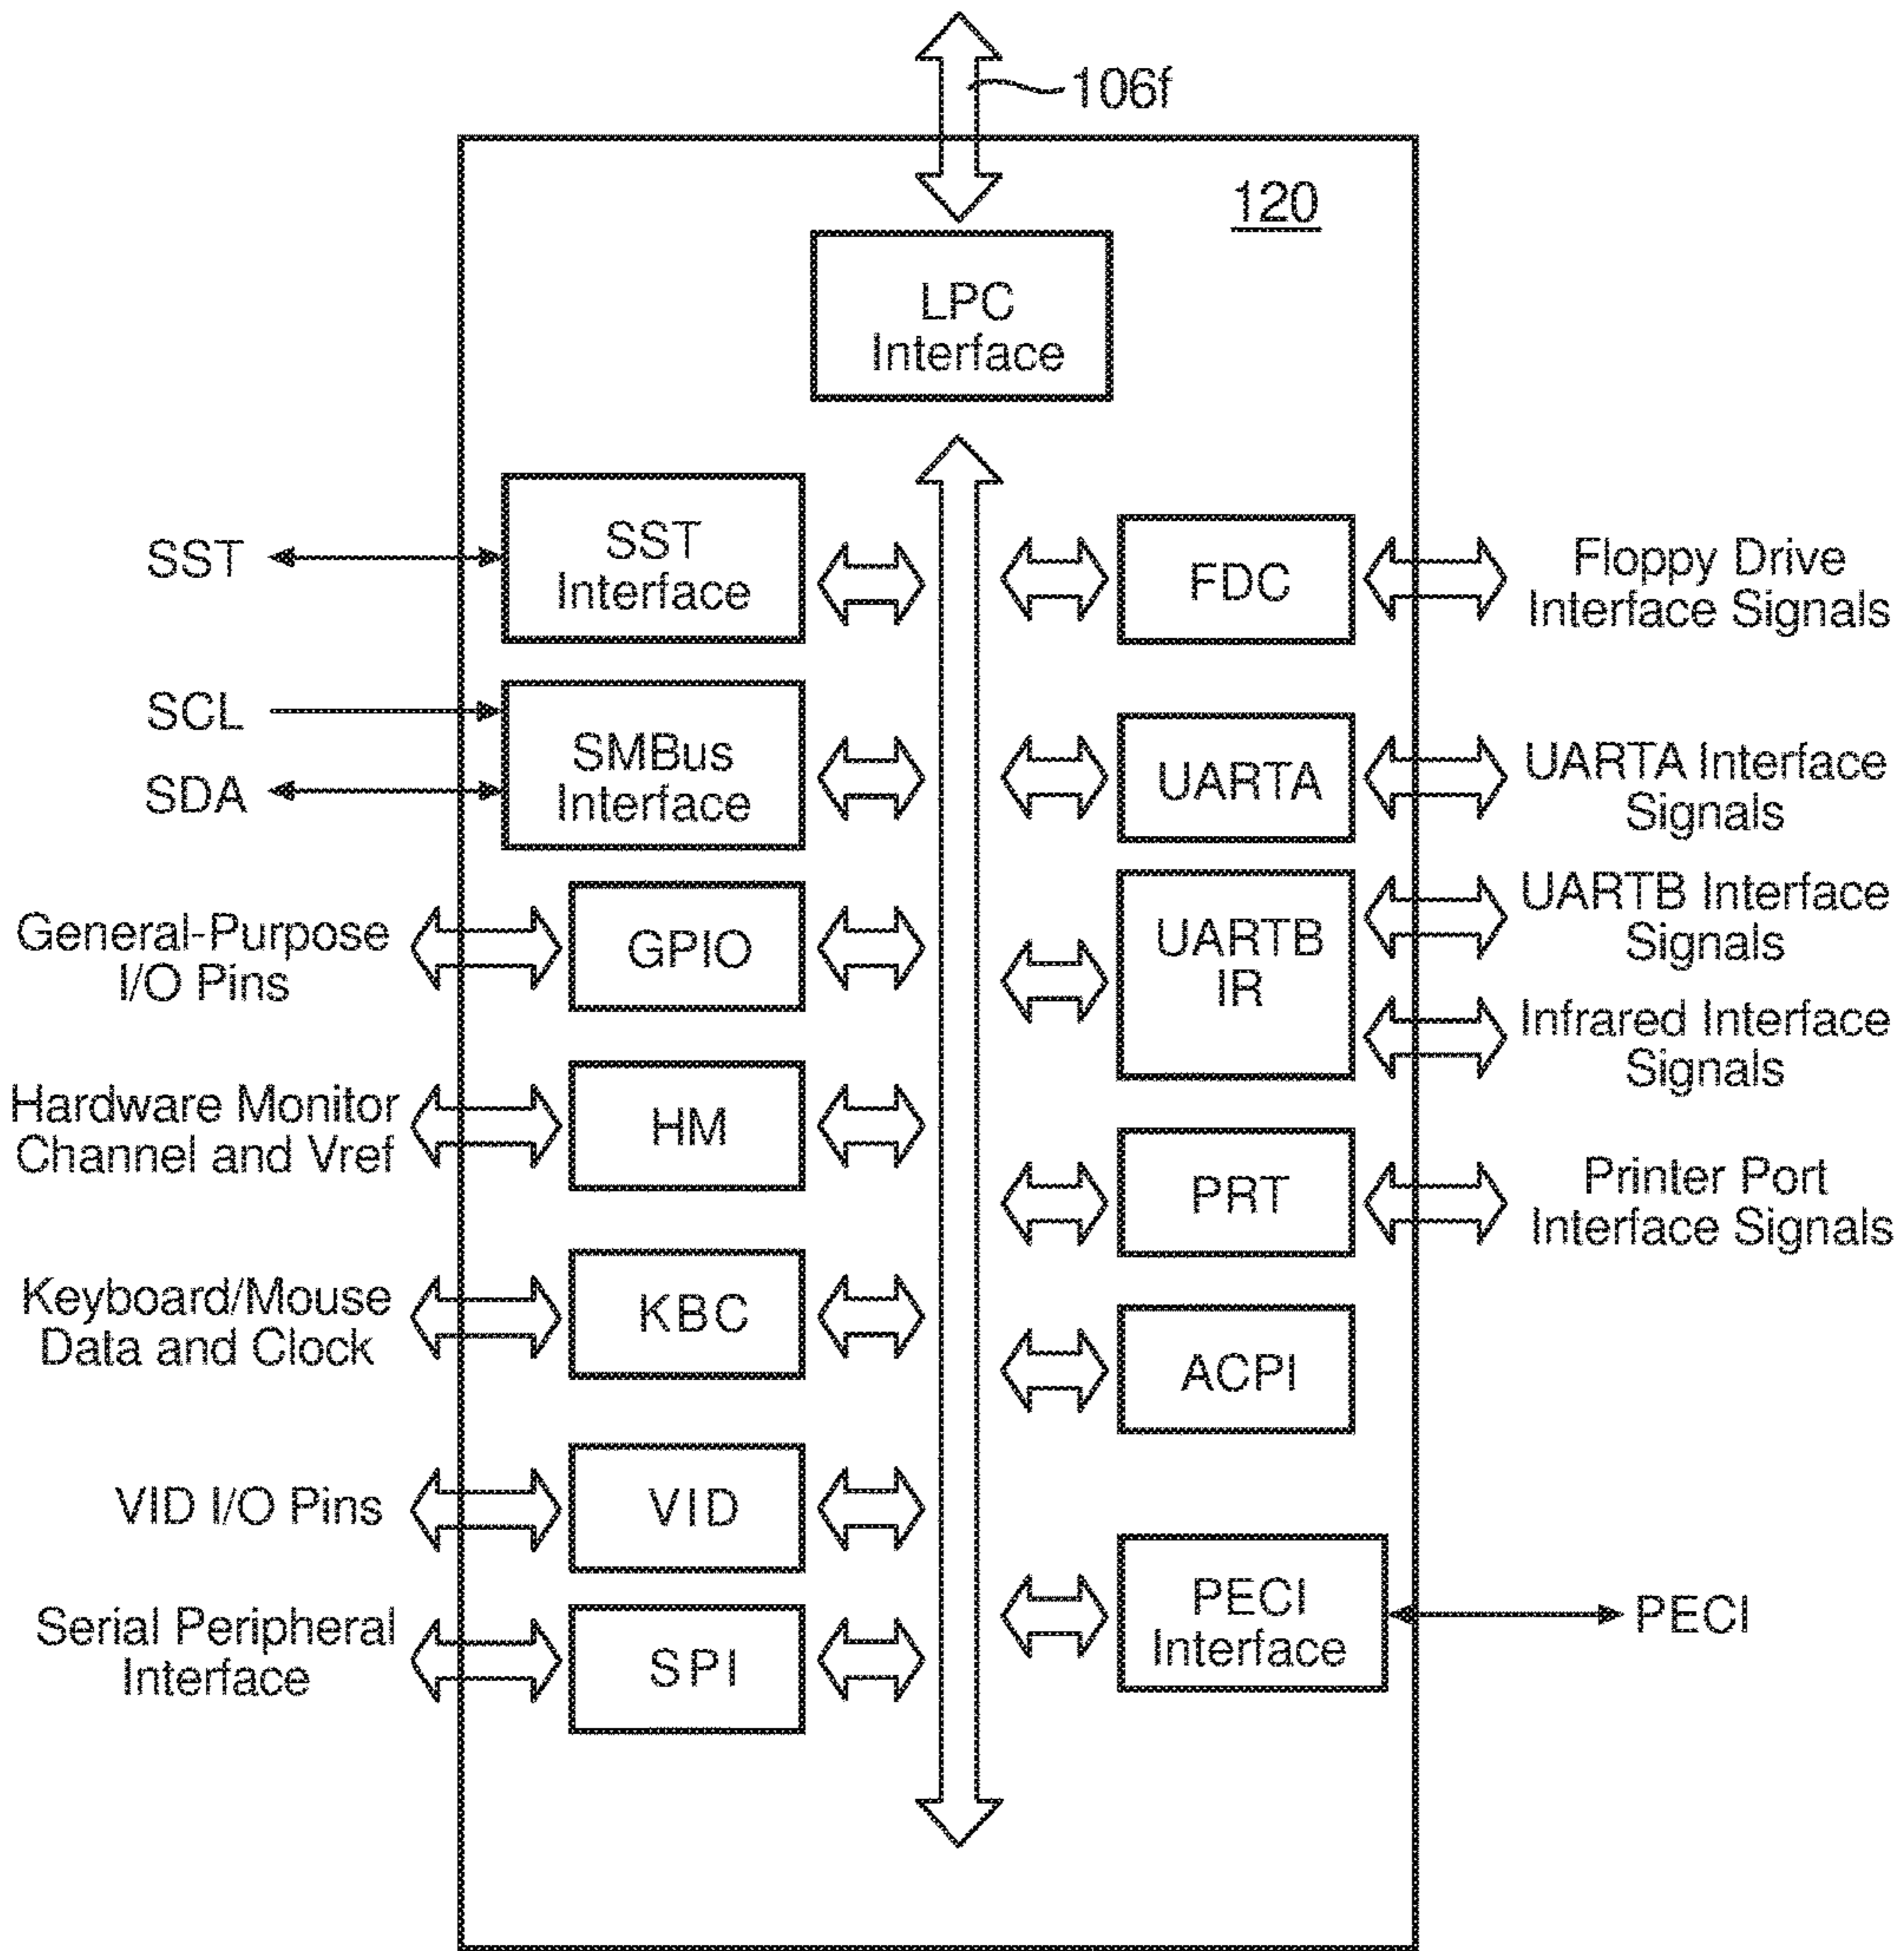 106f
120
LPC
Interface
SST
SST
Interface
FDC
Floppy Drive
Interface Signals
SCL
SDA
SMBus
Interface
UARTA
UARTA Interface
Signals
General-Purpose
I/O Pins
GPIO
UARTB
IR
UARTB Interface
Signals
Infrared Interface
Signals
Hardware Monitor
Channel and Vref
HM
PRT
Printer Port
Interface Signals
Keyboard/Mouse
Data and Clock
KBC
ACPI
VID I/O Pins
VID
PECI
Interface
PECI
Serial Peripheral
Interface
SPI